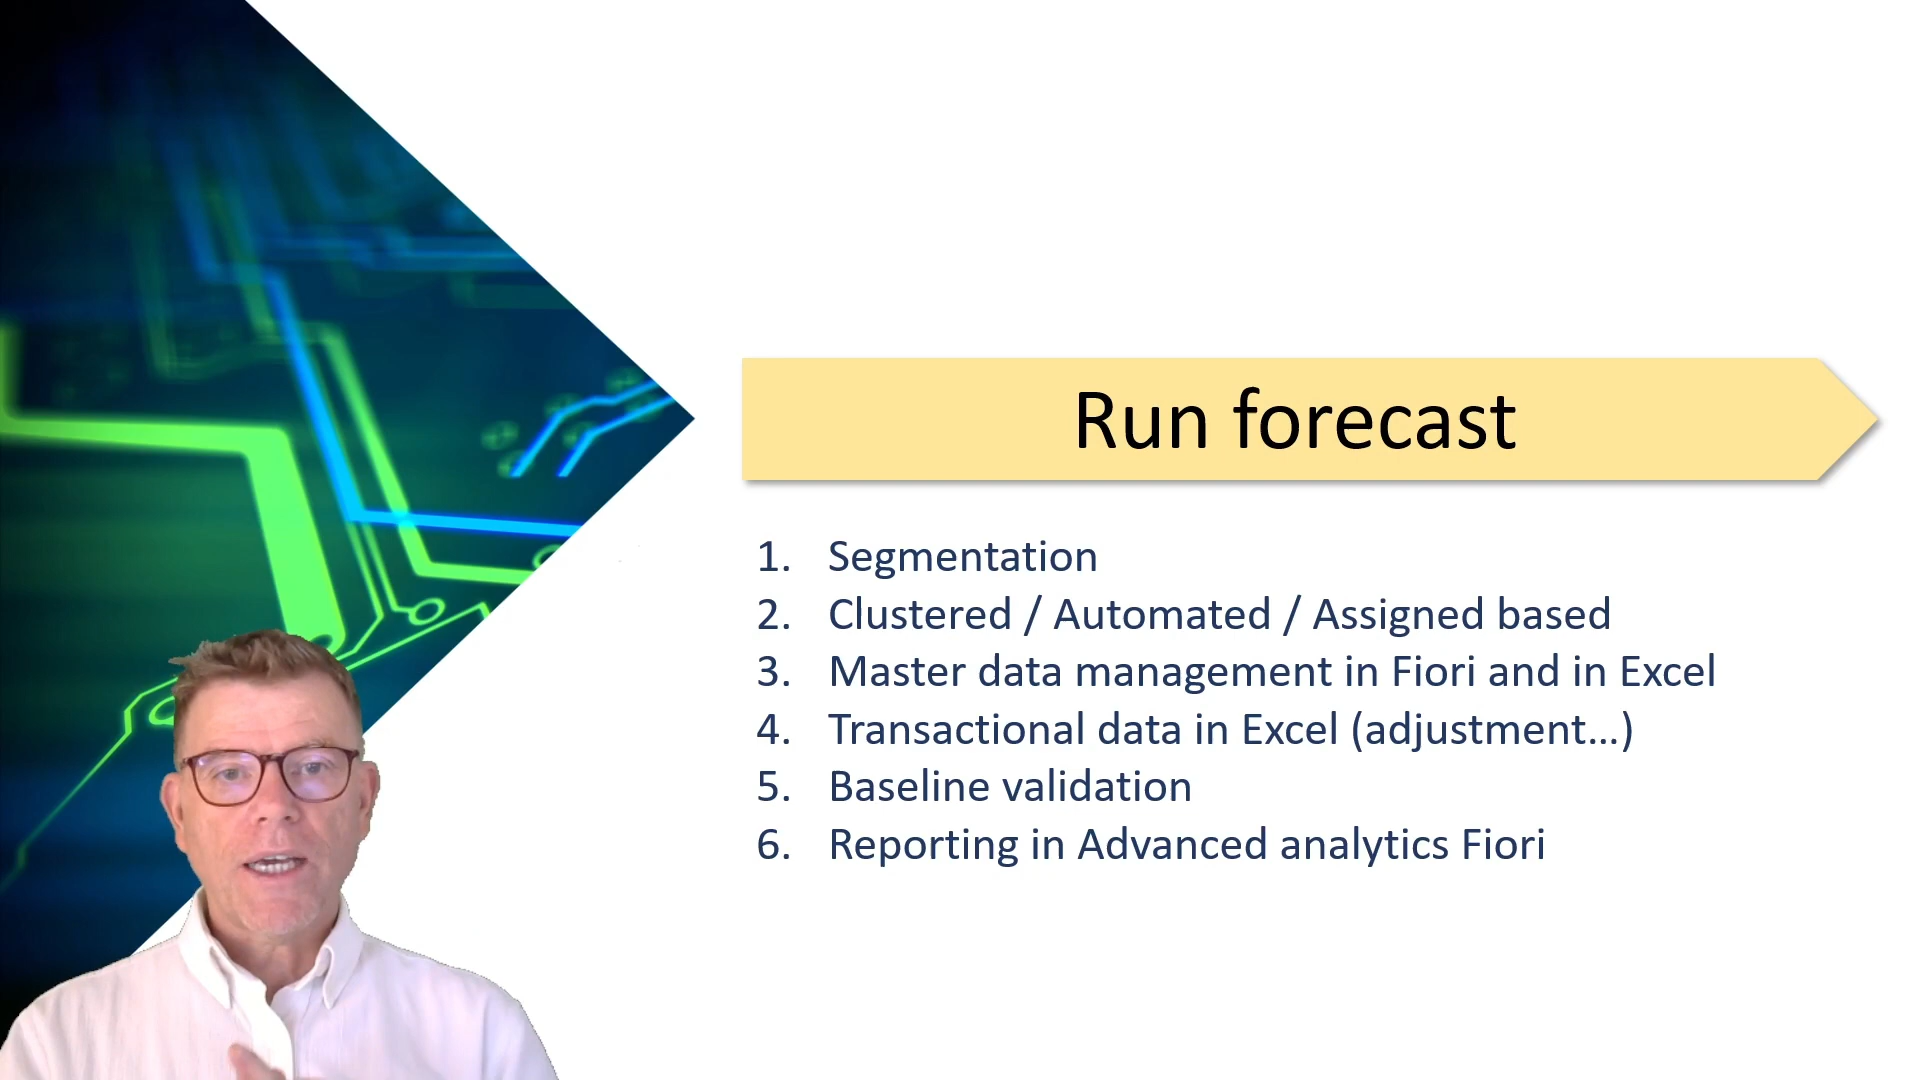 Run forecast
1. Segmentation
2. Clustered / Automated / Assigned based
3. Master data management in Fiori and in Excel
4. Transactional data in Excel (adjustment...)
5. Baseline validation
6. Reporting in Advanced analytics Fiori